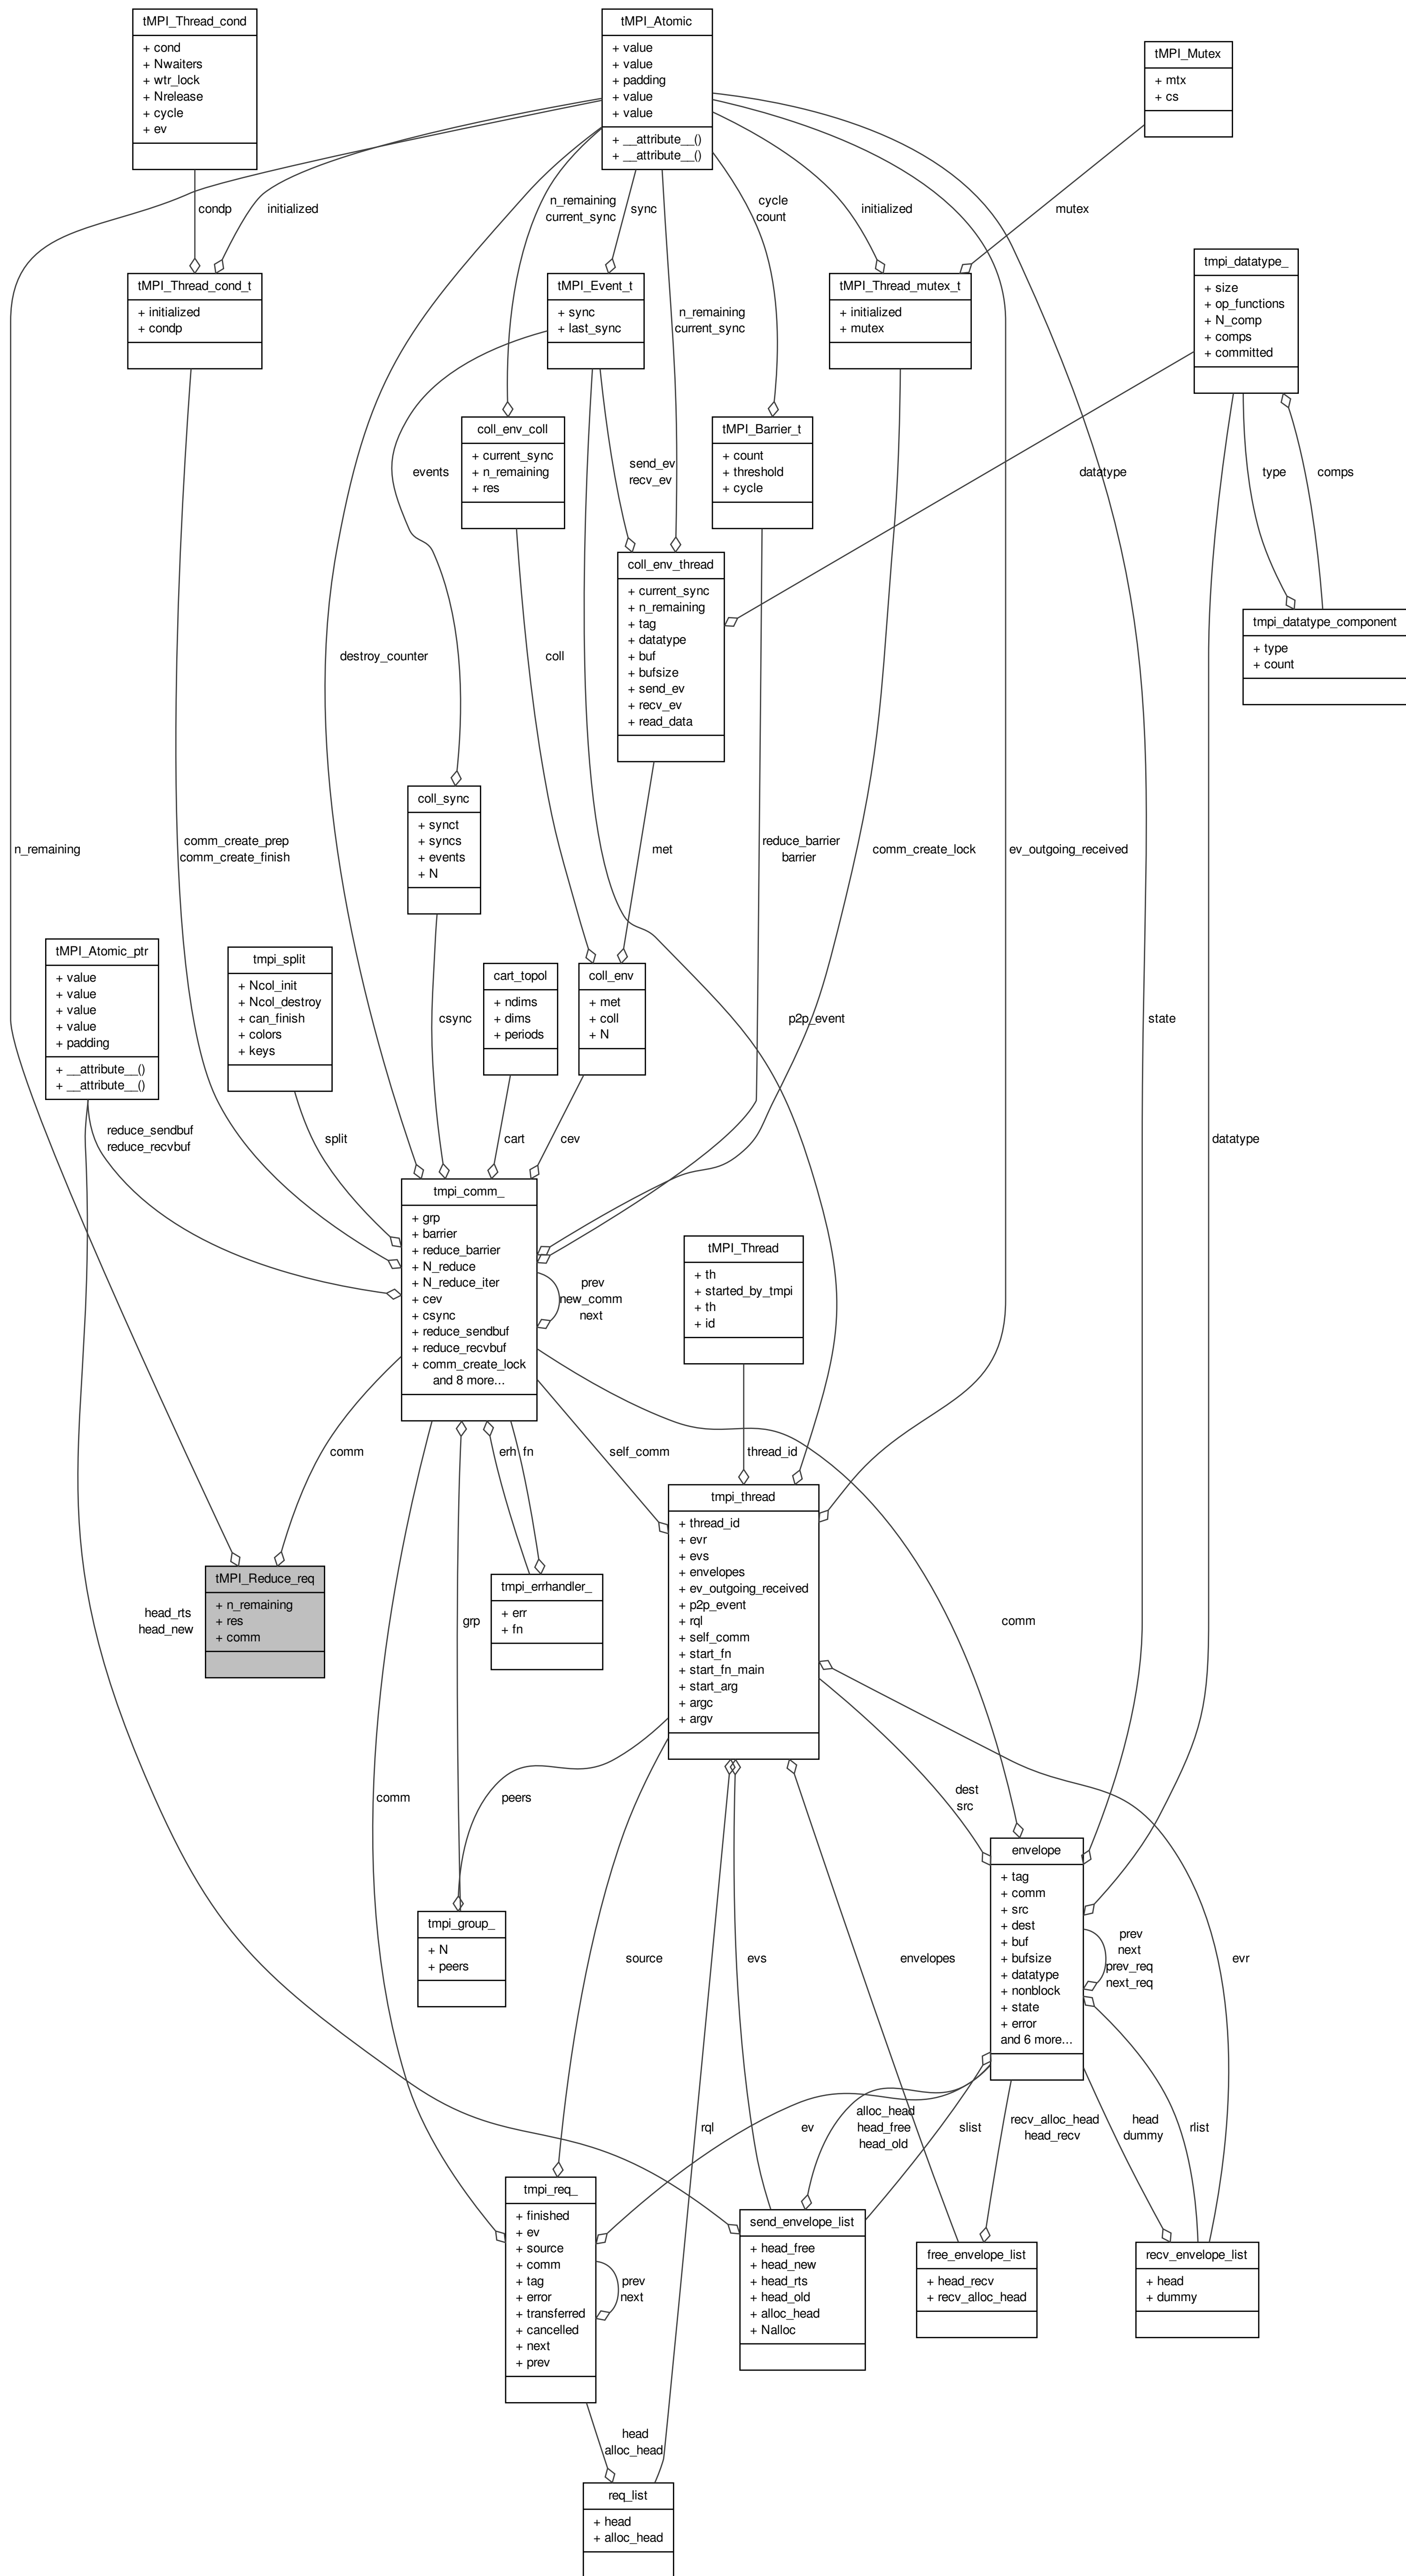 tMPI_Thread_cond
+ cond
+ Nwaiters
+ wtr_lock
+ Nrelease
+ cycle
+ ev
tMPI_Atomic
+ value
+ value
+ padding
+ value
+ value
+ __attribute__()
+ __attribute__()
tMPI_Mutex
+ mtx
+ cs
condp
initialized
n_remaining
current_sync
sync
cycle
count
initialized
mutex
tMPI_Thread_cond_t
+ initialized
+ condp
tMPI_Event_t
+ sync
+ last_sync
n_remaining
current_sync
tMPI_Thread_mutex_t
+ initialized
+ mutex
tmpi_datatype_
+ size
+ op_functions
+ N_comp
+ comps
+ committed
coll_env_coll
+ current_sync
+ n_remaining
+ res
tMPI_Barrier_t
+ count
+ threshold
+ cycle
events
send_ev
recv_ev
datatype
type
comps
coll_env_thread
+ current_sync
+ n_remaining
+ tag
+ datatype
+ buf
+ bufsize
+ send_ev
+ recv_ev
+ read_data
tmpi_datatype_component
+ type
+ count
destroy_counter
coll
coll_sync
+ synct
+ syncs
+ events
+ N
n_remaining
comm_create_prep
comm_create_finish
met
reduce_barrier
barrier
comm_create_lock
ev_outgoing_received
tMPI_Atomic_ptr
+ value
+ value
+ value
+ value
+ padding
+ __attribute__()
+ __attribute__()
tmpi_split
+ Ncol_init
+ Ncol_destroy
+ can_finish
+ colors
+ keys
csync
cart_topol
+ ndims
+ dims
+ periods
coll_env
+ met
+ coll
+ N
p2p_event
state
reduce_sendbuf
reduce_recvbuf
split
cart
cev
datatype
tmpi_comm_
+ grp
+ barrier
+ reduce_barrier
+ N_reduce
+ N_reduce_iter
+ cev
+ csync
+ reduce_sendbuf
+ reduce_recvbuf
+ comm_create_lock
and 8 more...
prev
new_comm
next
tMPI_Thread
+ th
+ started_by_tmpi
+ th
+ id
comm
erh
fn
self_comm
thread_id
tMPI_Reduce_req
+ n_remaining
+ res
+ comm
tmpi_errhandler_
+ err
+ fn
tmpi_thread
+ thread_id
+ evr
+ evs
+ envelopes
+ ev_outgoing_received
+ p2p_event
+ rql
+ self_comm
+ start_fn
+ start_fn_main
+ start_arg
+ argc
+ argv
head_rts
head_new
grp
comm
comm
peers
dest
src
envelope
+ tag
+ comm
+ src
+ dest
+ buf
+ bufsize
+ datatype
+ nonblock
+ state
+ error
and 6 more...
tmpi_group_
+ N
+ peers
source
evs
envelopes
prev
next
prev_req
next_req
evr
rql
ev
alloc_head
head_free
head_old
slist
recv_alloc_head
head_recv
head
dummy
rlist
tmpi_req_
+ finished
+ ev
+ source
+ comm
+ tag
+ error
+ transferred
+ cancelled
+ next
+ prev
prev
next
send_envelope_list
+ head_free
+ head_new
+ head_rts
+ head_old
+ alloc_head
+ Nalloc
free_envelope_list
+ head_recv
+ recv_alloc_head
recv_envelope_list
+ head
+ dummy
head
alloc_head
req_list
+ head
+ alloc_head